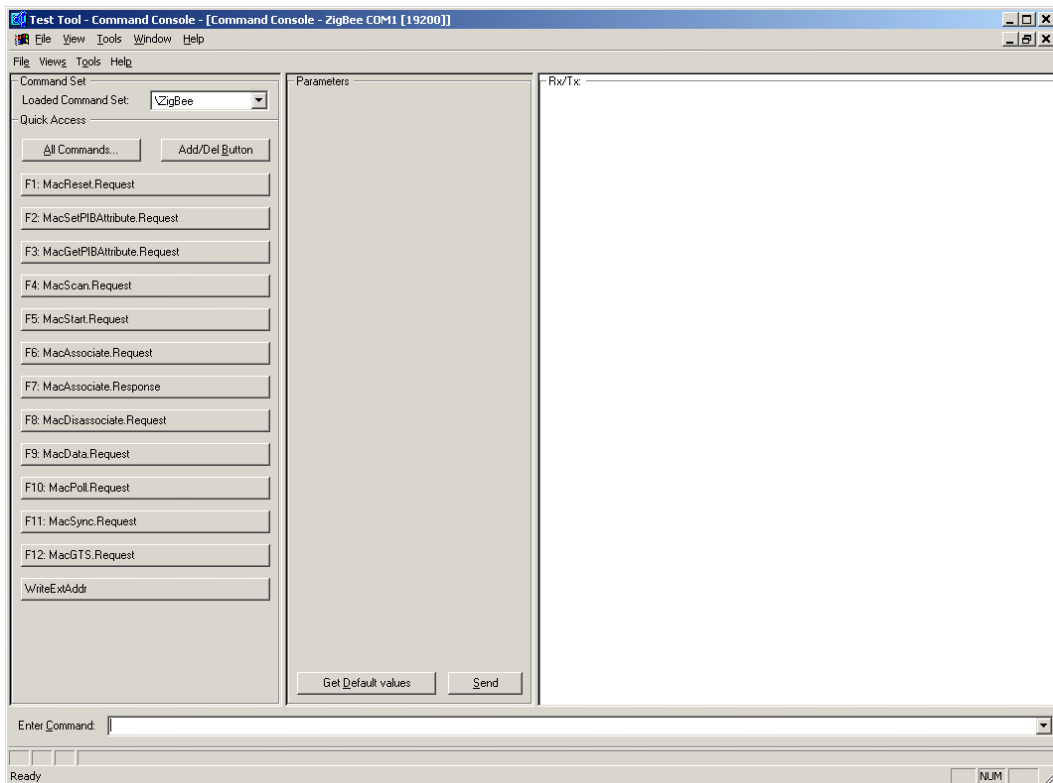 Test Tool - Command Console - [Command Console - ZigBee COM1 [19200]]
File View Tools Window Help
File Views Tools Help
Command Set
Loaded Command Set: \ZigBee
Quick Access
All Commands... Add/Del Button
F1: MacReset.Request
F2: MacSetPIBAttribute.Request
F3: MacGetPIBAttribute.Request
F4: MacScan.Request
F5: MacStart.Request
F6: MacAssociate.Request
F7: MacAssociate.Response
F8: MacDisassociate.Request
F9: MacData.Request
F10: MacPoll.Request
F11: MacSync.Request
F12: MacGTS.Request
WriteExtAddr
Parameters
Get Default values Send
Rx/Tx:
Enter Command:
Ready NUM